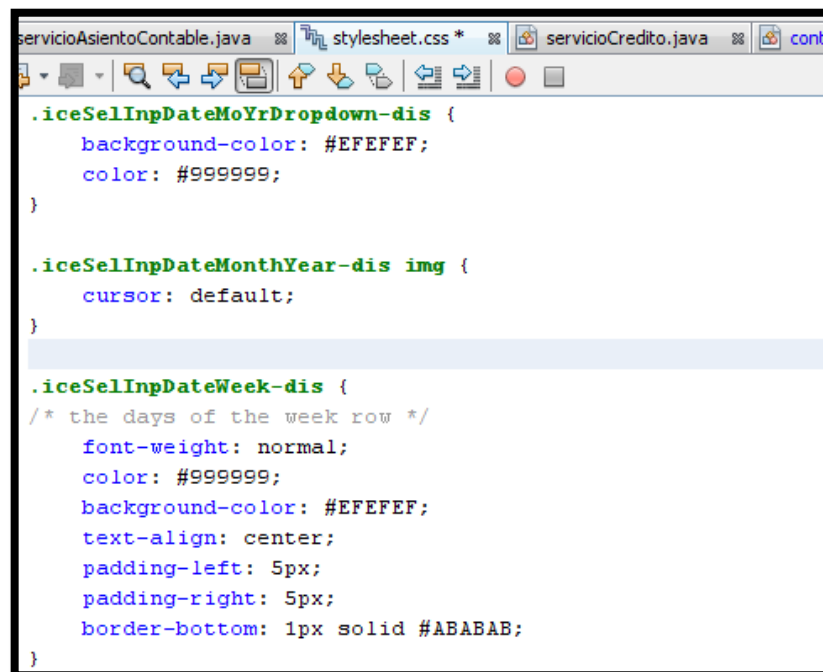 servicioAsientoContable.java stylesheet.css * servicioCredito.java cont
.iceSelInpDateMoYrDropdown-dis {
    background-color: #EFEFEF;
    color: #999999;
}
.iceSelInpDateMonthYear-dis img {
    cursor: default;
}
.iceSelInpDateWeek-dis {
/* the days of the week row */
    font-weight: normal;
    color: #999999;
    background-color: #EFEFEF;
    text-align: center;
    padding-left: 5px;
    padding-right: 5px;
    border-bottom: 1px solid #ABABAB;
}